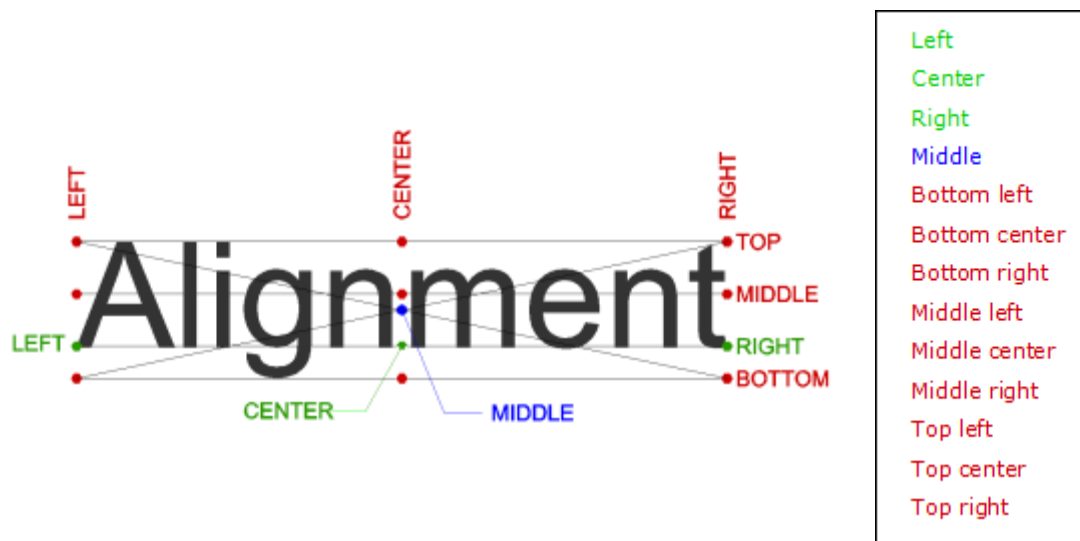 LEFT
CENTER
RIGHT
TOP
Alignment
MIDDLE
LEFT
RIGHT
BOTTOM
CENTER
MIDDLE
Left
Center
Right
Middle
Bottom left
Bottom center
Bottom right
Middle left
Middle center
Middle right
Top left
Top center
Top right